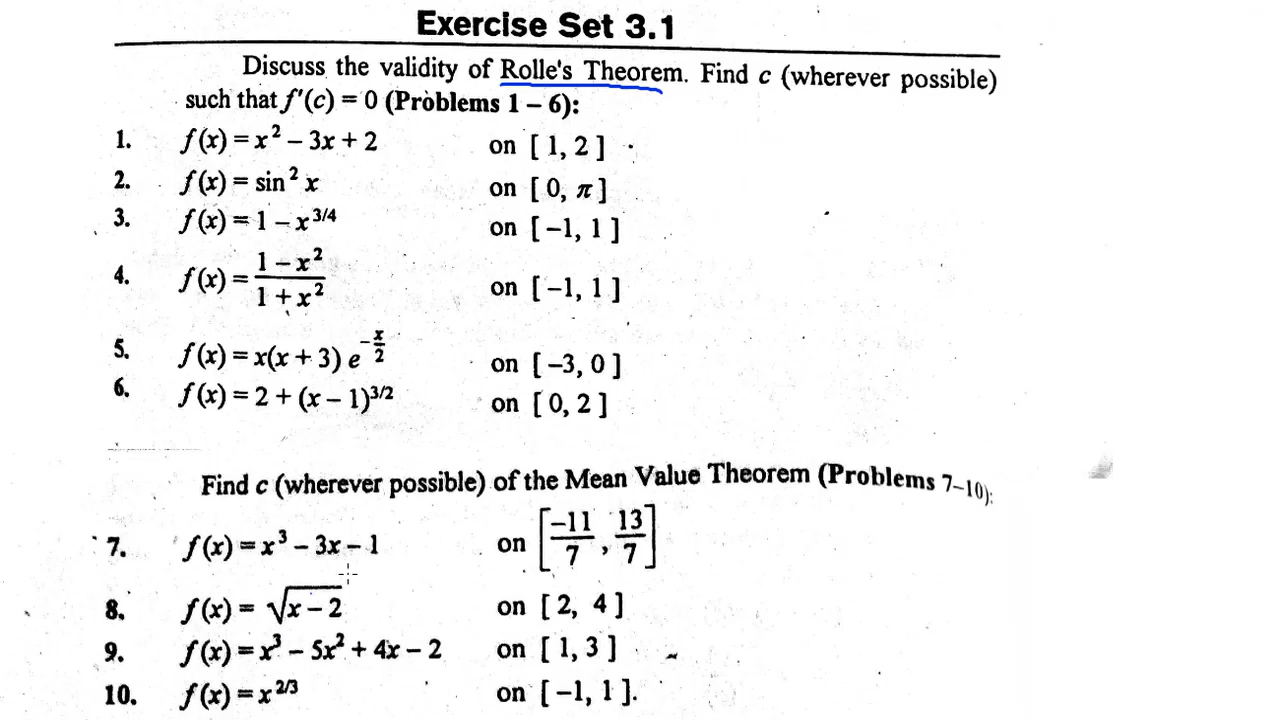 Exercise Set 3.1
Discuss the validity of Rolle's Theorem. Find c (wherever possible)
such that f'(c) = 0 (Problems 1 – 6):
1. f(x) = x² – 3x + 2 on [ 1, 2 ]
2. f(x) = sin² x on [ 0, π ]
3. f(x) = 1 – x^3/4 on [ –1, 1 ]
4. f(x) = (1 – x²)/(1 + x²) on [ –1, 1 ]
5. f(x) = x(x + 3) e^–x/2 on [ –3, 0 ]
6. f(x) = 2 + (x – 1)^3/2 on [ 0, 2 ]
Find c (wherever possible) of the Mean Value Theorem (Problems 7–10):
7. f(x) = x³ – 3x – 1 on [–11/7, 13/7]
8. f(x) = √(x – 2) on [ 2, 4 ]
9. f(x) = x³ – 5x² + 4x – 2 on [ 1, 3 ]
10. f(x) = x^2/3 on [ –1, 1 ].